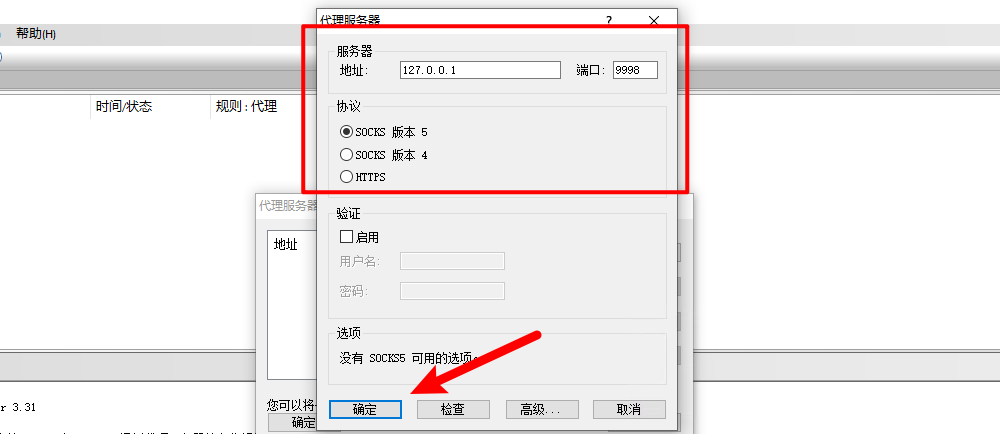 帮助(H)
时间/状态
规则 : 代理
代理服务器
地址
您可以将
确定
r 3.31
代理服务器
?
服务器
地址:
127.0.0.1
端口:
9998
协议
SOCKS 版本 5
SOCKS 版本 4
HTTPS
验证
启用
用户名:
密码:
选项
没有 SOCKS5 可用的选项
确定
检查
高级...
取消